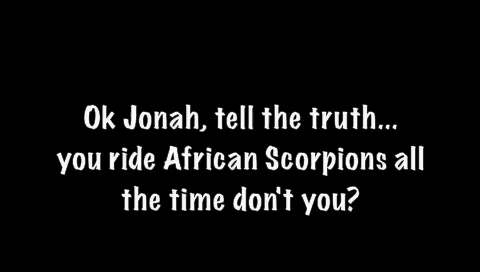 Ok Jonah, tell the truth...
you ride African Scorpions all
the time don't you?